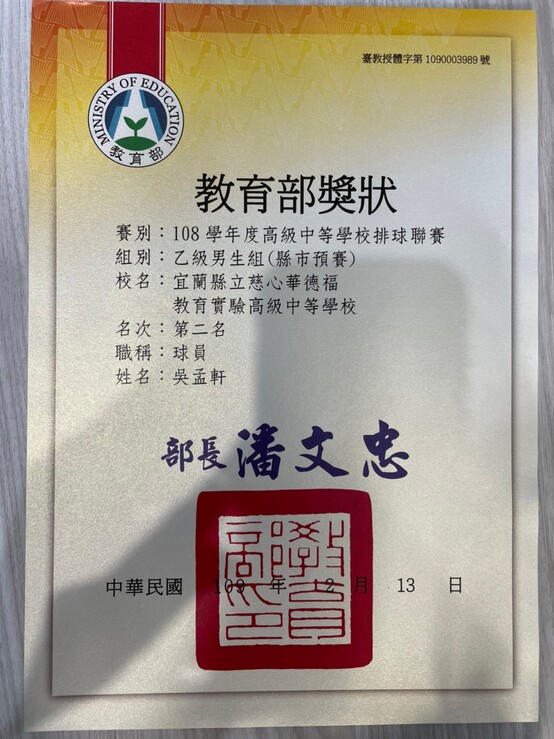 臺教授體字第 1090003989 號
MINISTRY OF EDUCATION
教育部
教育部獎狀
賽別：108 學年度高級中等學校排球聯賽
組別：乙級男生組(縣市預賽)
校名：宜蘭縣立慈心華德福
教育實驗高級中等學校
名次：第二名
職稱：球員
姓名：吳孟軒
部長 潘文忠
教育部印
中華民國 109 年 2 月 13 日